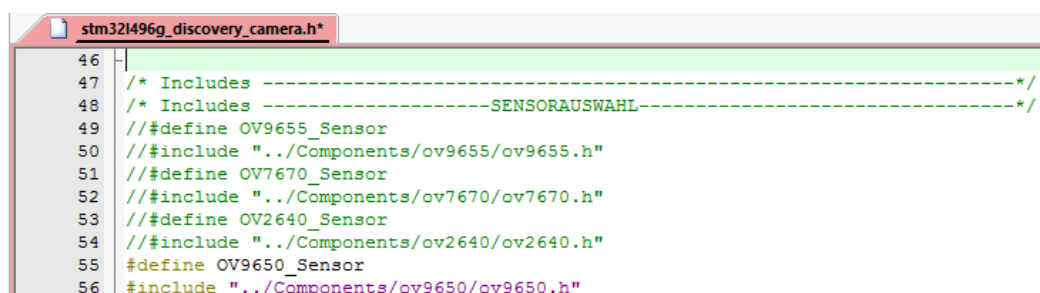 stm32l496g_discovery_camera.h*
46
47 /* Includes ------------------------------------------------------------------*/
48 /* Includes --------------------SENSORAUSWAHL---------------------------------*/
49 //#define OV9655_Sensor
50 //#include "../Components/ov9655/ov9655.h"
51 //#define OV7670_Sensor
52 //#include "../Components/ov7670/ov7670.h"
53 //#define OV2640_Sensor
54 //#include "../Components/ov2640/ov2640.h"
55 #define OV9650_Sensor
56 #include "../Components/ov9650/ov9650.h"